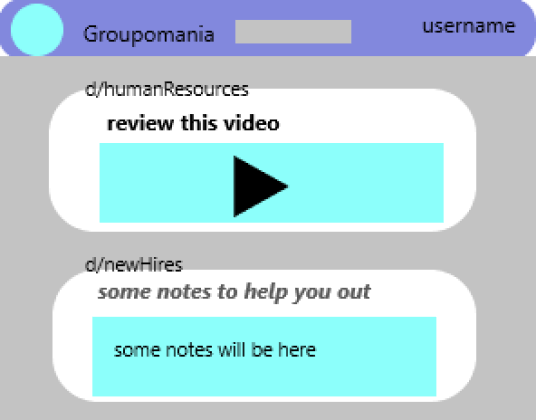 Groupomania
username
d/humanResources
review this video
d/newHires
some notes to help you out
some notes will be here